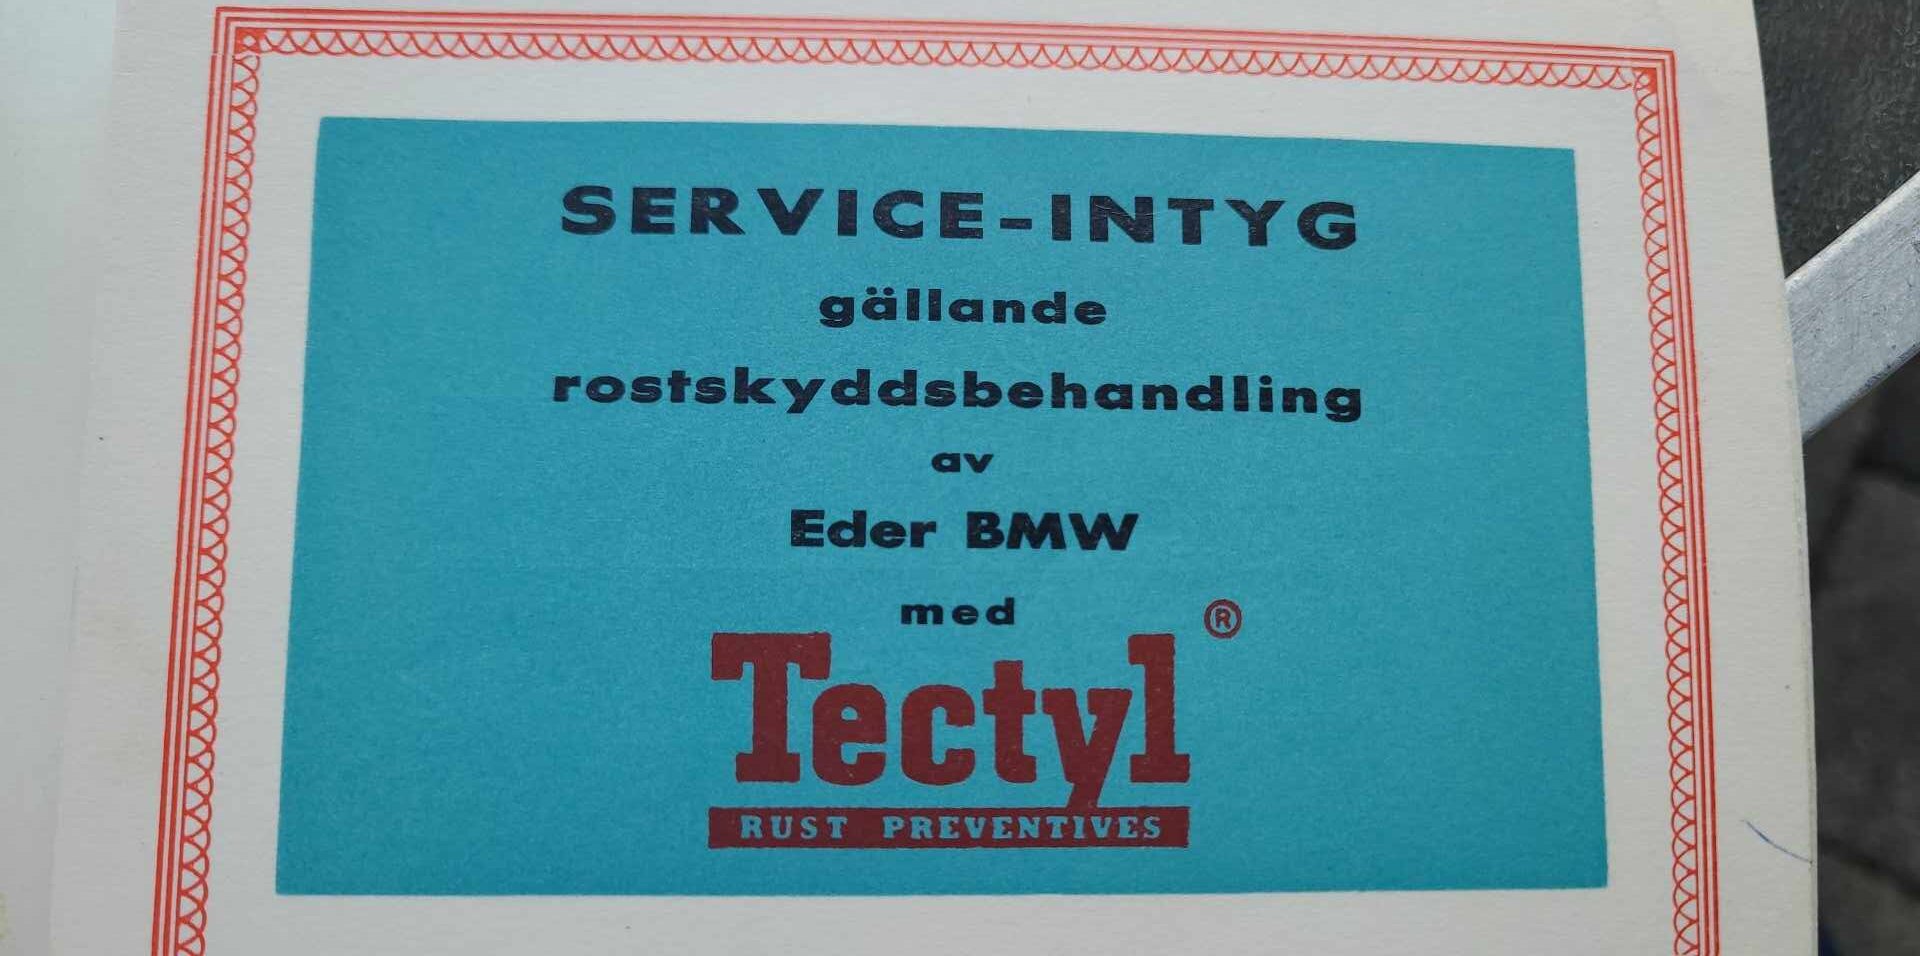 SERVICE-INTYG
gällande
rostskyddsbehandling
av
Eder BMW
med
Tectyl ®
RUST PREVENTIVES